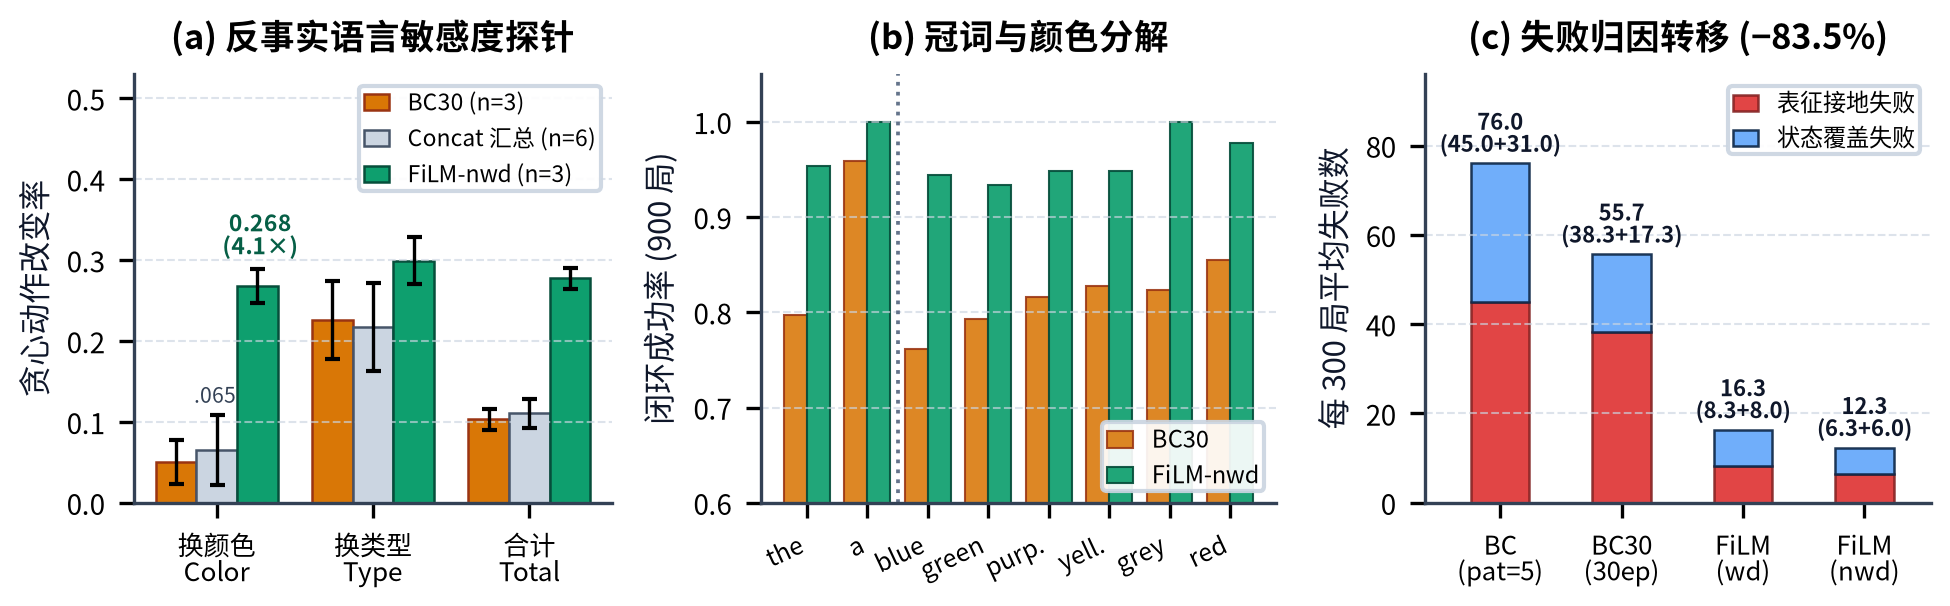 (a) 反事实语言敏感度探针
贪心动作改变率
0.5
0.4
0.3
0.2
0.1
0.0
BC30 (n=3)
Concat 汇总 (n=6)
FiLM-nwd (n=3)
0.268
(4.1×)
.065
换颜色
Color
换类型
Type
合计
Total
(b) 冠词与颜色分解
闭环成功率 (900 局)
1.0
0.9
0.8
0.7
0.6
BC30
FiLM-nwd
the
a
blue
green
purp.
yell.
grey
red
(c) 失败归因转移 (−83.5%)
每 300 局平均失败数
80
60
40
20
0
表征接地失败
状态覆盖失败
76.0
(45.0+31.0)
55.7
(38.3+17.3)
16.3
(8.3+8.0)
12.3
(6.3+6.0)
BC
(pat=5)
BC30
(30ep)
FiLM
(wd)
FiLM
(nwd)